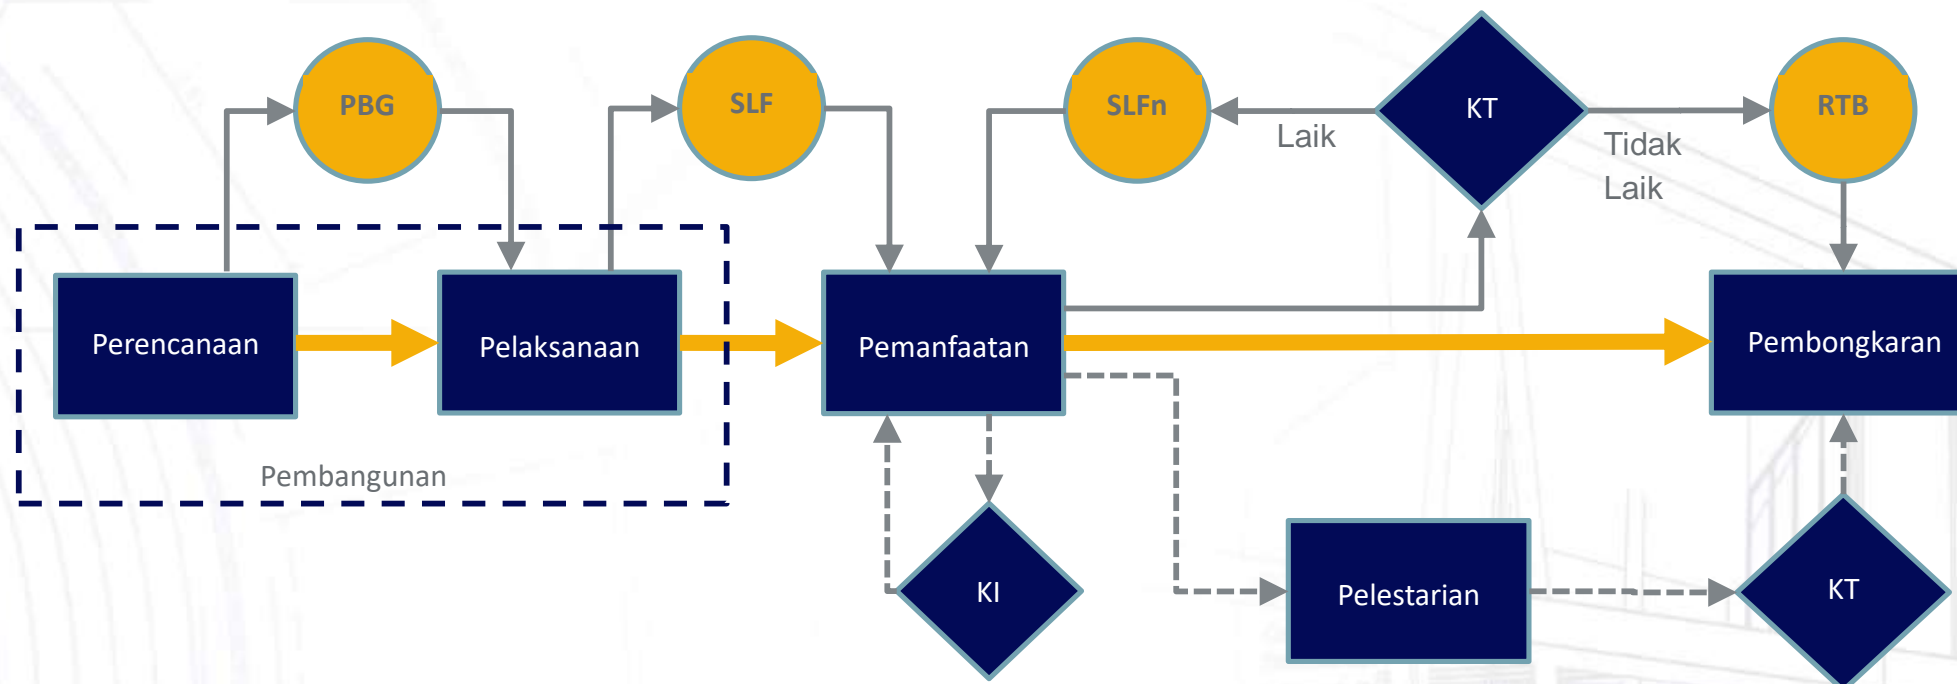 PBG
SLF
SLFn
KT
RTB
Laik
Tidak
Laik
Perencanaan
Pelaksanaan
Pemanfaatan
Pembongkaran
Pembangunan
KI
Pelestarian
KT